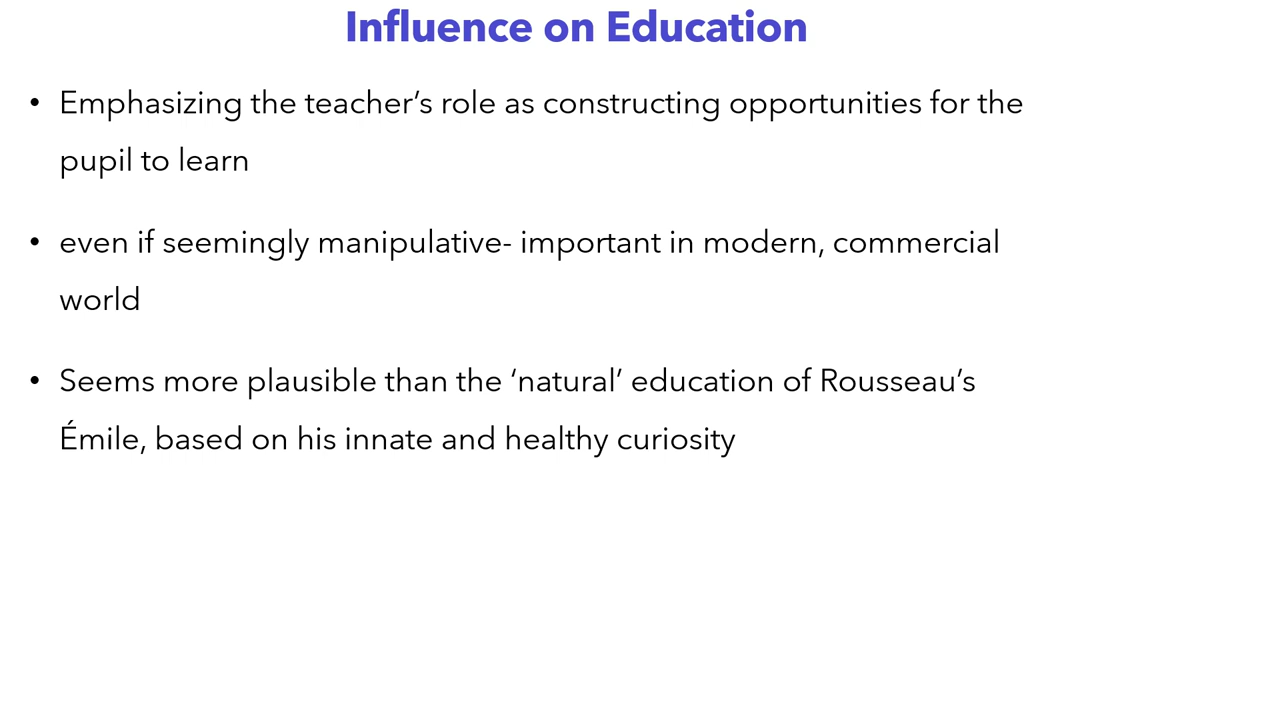 Influence on Education
• Emphasizing the teacher’s role as constructing opportunities for the
pupil to learn
• even if seemingly manipulative- important in modern, commercial
world
• Seems more plausible than the ‘natural’ education of Rousseau’s
Émile, based on his innate and healthy curiosity